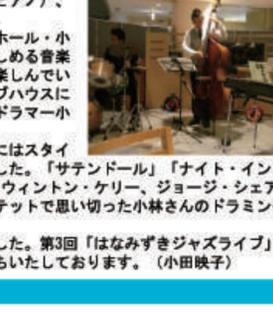 ピアノ)、
ホール・小
しめる音楽
楽しんでい
ブハウスに
ドラマー小
にはスタイ
した。「サテンドール」「ナイト・イン
ウィントン・ケリー、ジョージ・シェフ
テットで思い切った小林さんのドラミン
した。第3回「はなみずきジャズライブ」
ちいたしております。(小田映子)